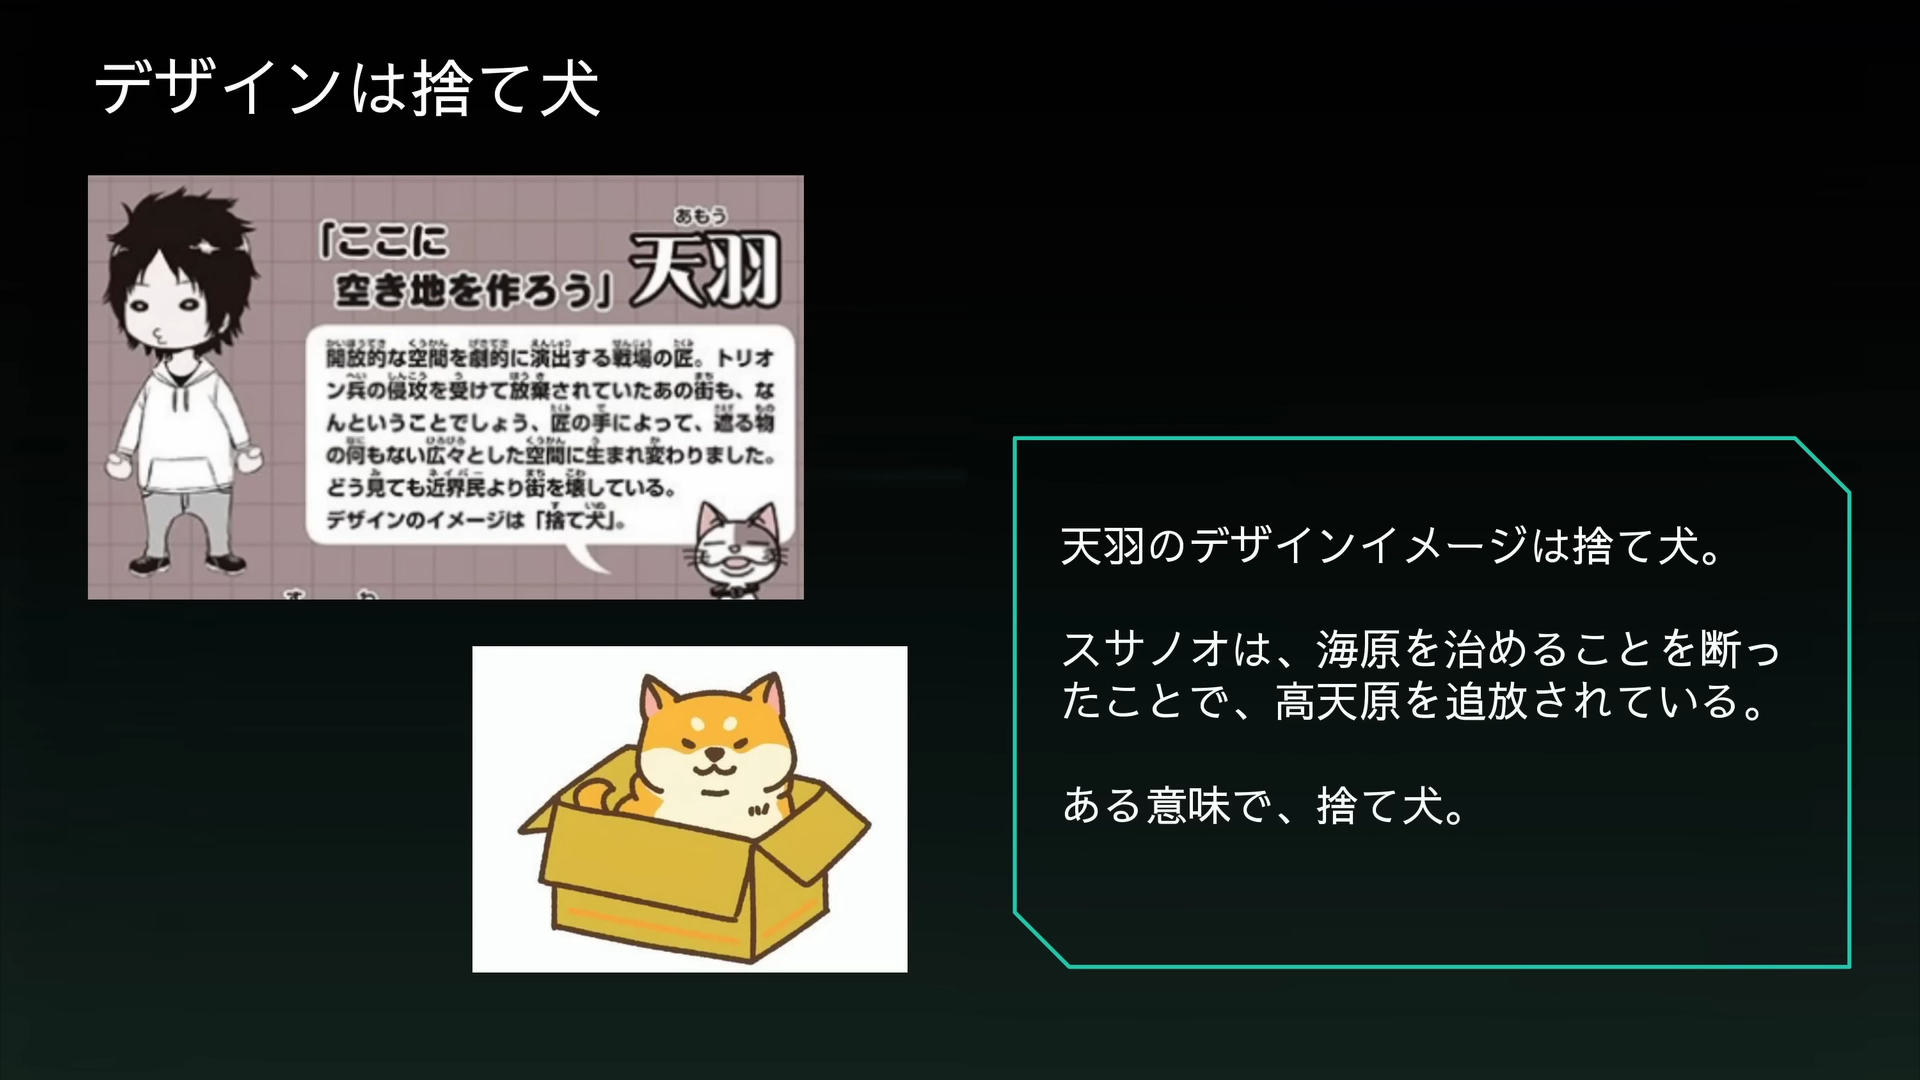 デザインは捨て犬
「ここに
空き地を作ろう」
あもう
天羽
開放的な空間を劇的に演出する戦場の匠。トリオ
ン兵の侵攻を受けて放棄されていたあの街も、な
んということでしょう、匠の手によって、遮る物
の何もない広々とした空間に生まれ変わりました。
どう見ても近界民より街を壊している。
デザインのイメージは「捨て犬」。
天羽のデザインイメージは捨て犬。
スサノオは、海原を治めることを断っ
たことで、高天原を追放されている。
ある意味で、捨て犬。